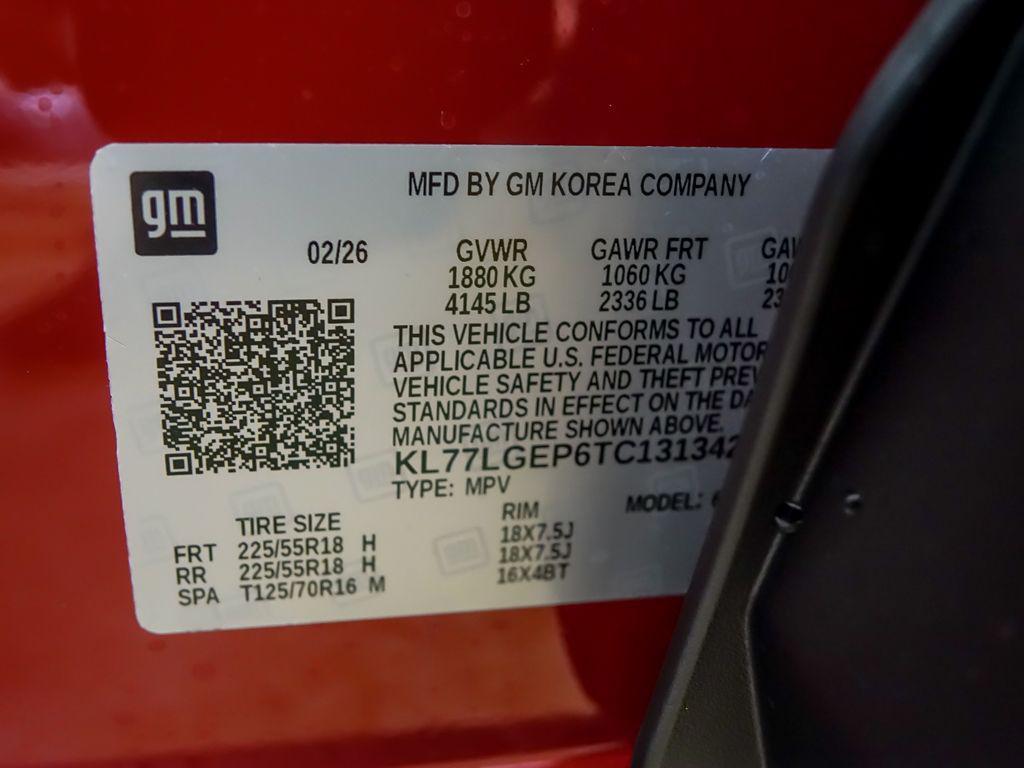 gm
MFD BY GM KOREA COMPANY
02/26 GVWR GAWR FRT
1880 KG 1060 KG
4145 LB 2336 LB
THIS VEHICLE CONFORMS TO ALL
APPLICABLE U.S. FEDERAL MOTOR
VEHICLE SAFETY AND THEFT
STANDARDS IN EFFECT ON THE
MANUFACTURE SHOWN ABOVE.
KL77LGEP6TC131342
TYPE: MPV MODEL:
TIRE SIZE RIM
FRT 225/55R18 H 18X7.5J
RR 225/55R18 H 18X7.5J
SPA T125/70R16 M 16X4BT